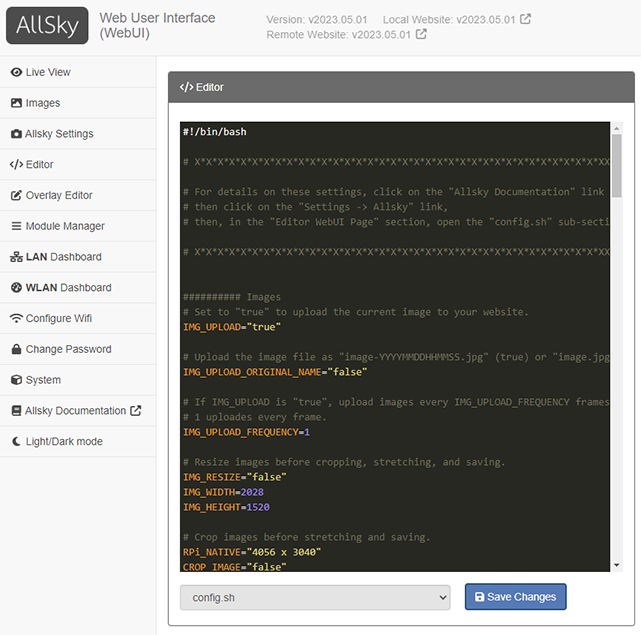 AllSky
Web User Interface
(WebUI)
Version: v2023.05.01 Local Website: v2023.05.01
Remote Website: v2023.05.01
Live View
Images
Allsky Settings
</> Editor
Overlay Editor
Module Manager
LAN Dashboard
WLAN Dashboard
Configure Wifi
Change Password
System
Allsky Documentation
Light/Dark mode
</> Editor
#!/bin/bash
# X*X*X*X*X*X*X*X*X*X*X*X*X*X*X*X*X*X*X*X*X*X*X*X*X*X*X*X*X*X*X*X*X*X*XX
# For details on these settings, click on the "Allsky Documentation" link
# then click on the "Settings -> Allsky" link,
# then, in the "Editor WebUI Page" section, open the "config.sh" sub-secti
# X*X*X*X*X*X*X*X*X*X*X*X*X*X*X*X*X*X*X*X*X*X*X*X*X*X*X*X*X*X*X*X*X*X*XX
########## Images
# Set to "true" to upload the current image to your website.
IMG_UPLOAD="true"
# Upload the image file as "image-YYYYMMDDHHMMSS.jpg" (true) or "image.jpg
IMG_UPLOAD_ORIGINAL_NAME="false"
# If IMG_UPLOAD is "true", upload images every IMG_UPLOAD_FREQUENCY frames
# 1 uploades every frame.
IMG_UPLOAD_FREQUENCY=1
# Resize images before cropping, stretching, and saving.
IMG_RESIZE="false"
IMG_WIDTH=2028
IMG_HEIGHT=1520
# Crop images before stretching and saving.
RPi_NATIVE="4056 x 3040"
CROP_IMAGE="false"
config.sh
Save Changes